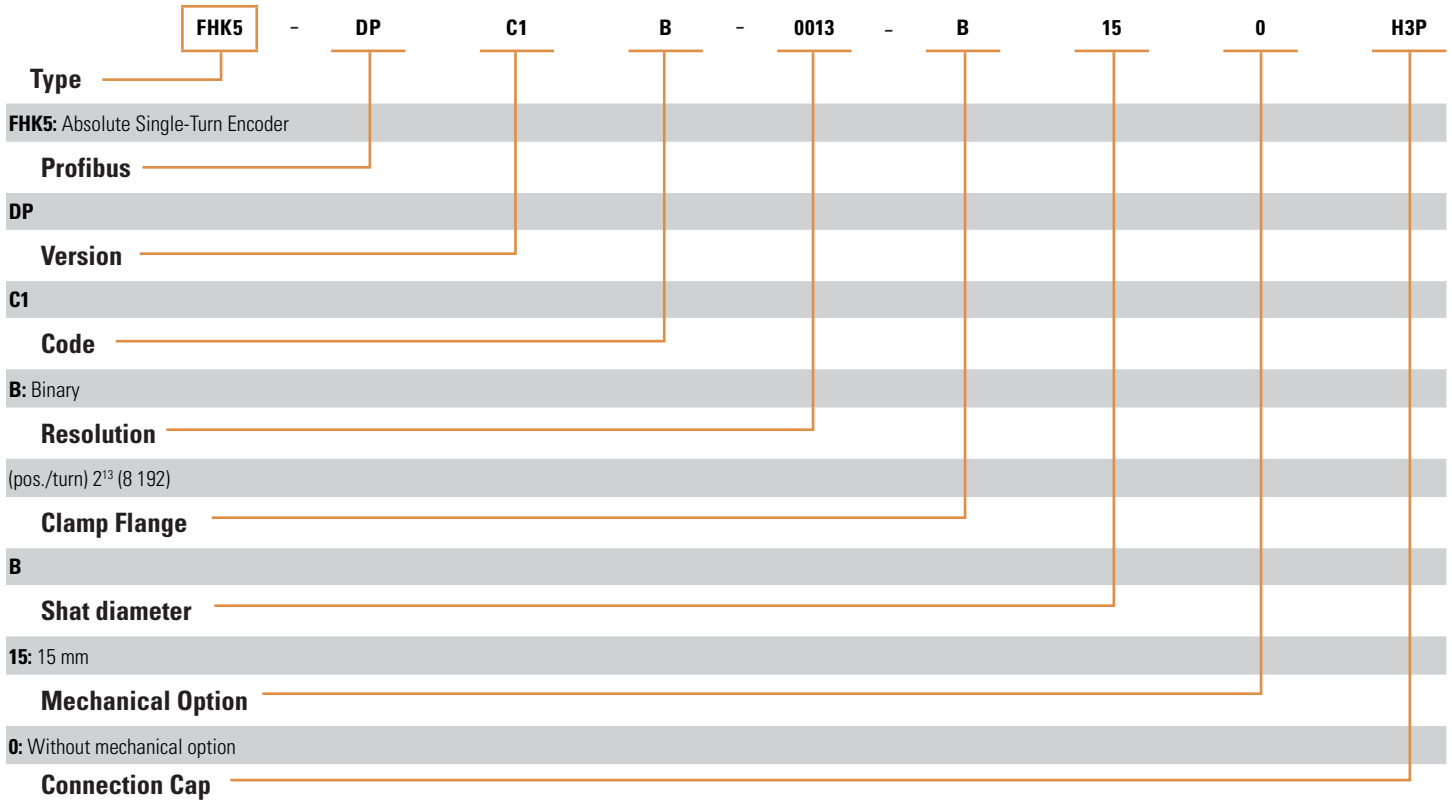 FHK5 – DP C1 B – 0013 – B 15 0 H3P
Type
FHK5: Absolute Single-Turn Encoder
Profibus
DP
Version
C1
Code
B: Binary
Resolution
(pos./turn) 2¹³ (8 192)
Clamp Flange
B
Shat diameter
15: 15 mm
Mechanical Option
0: Without mechanical option
Connection Cap